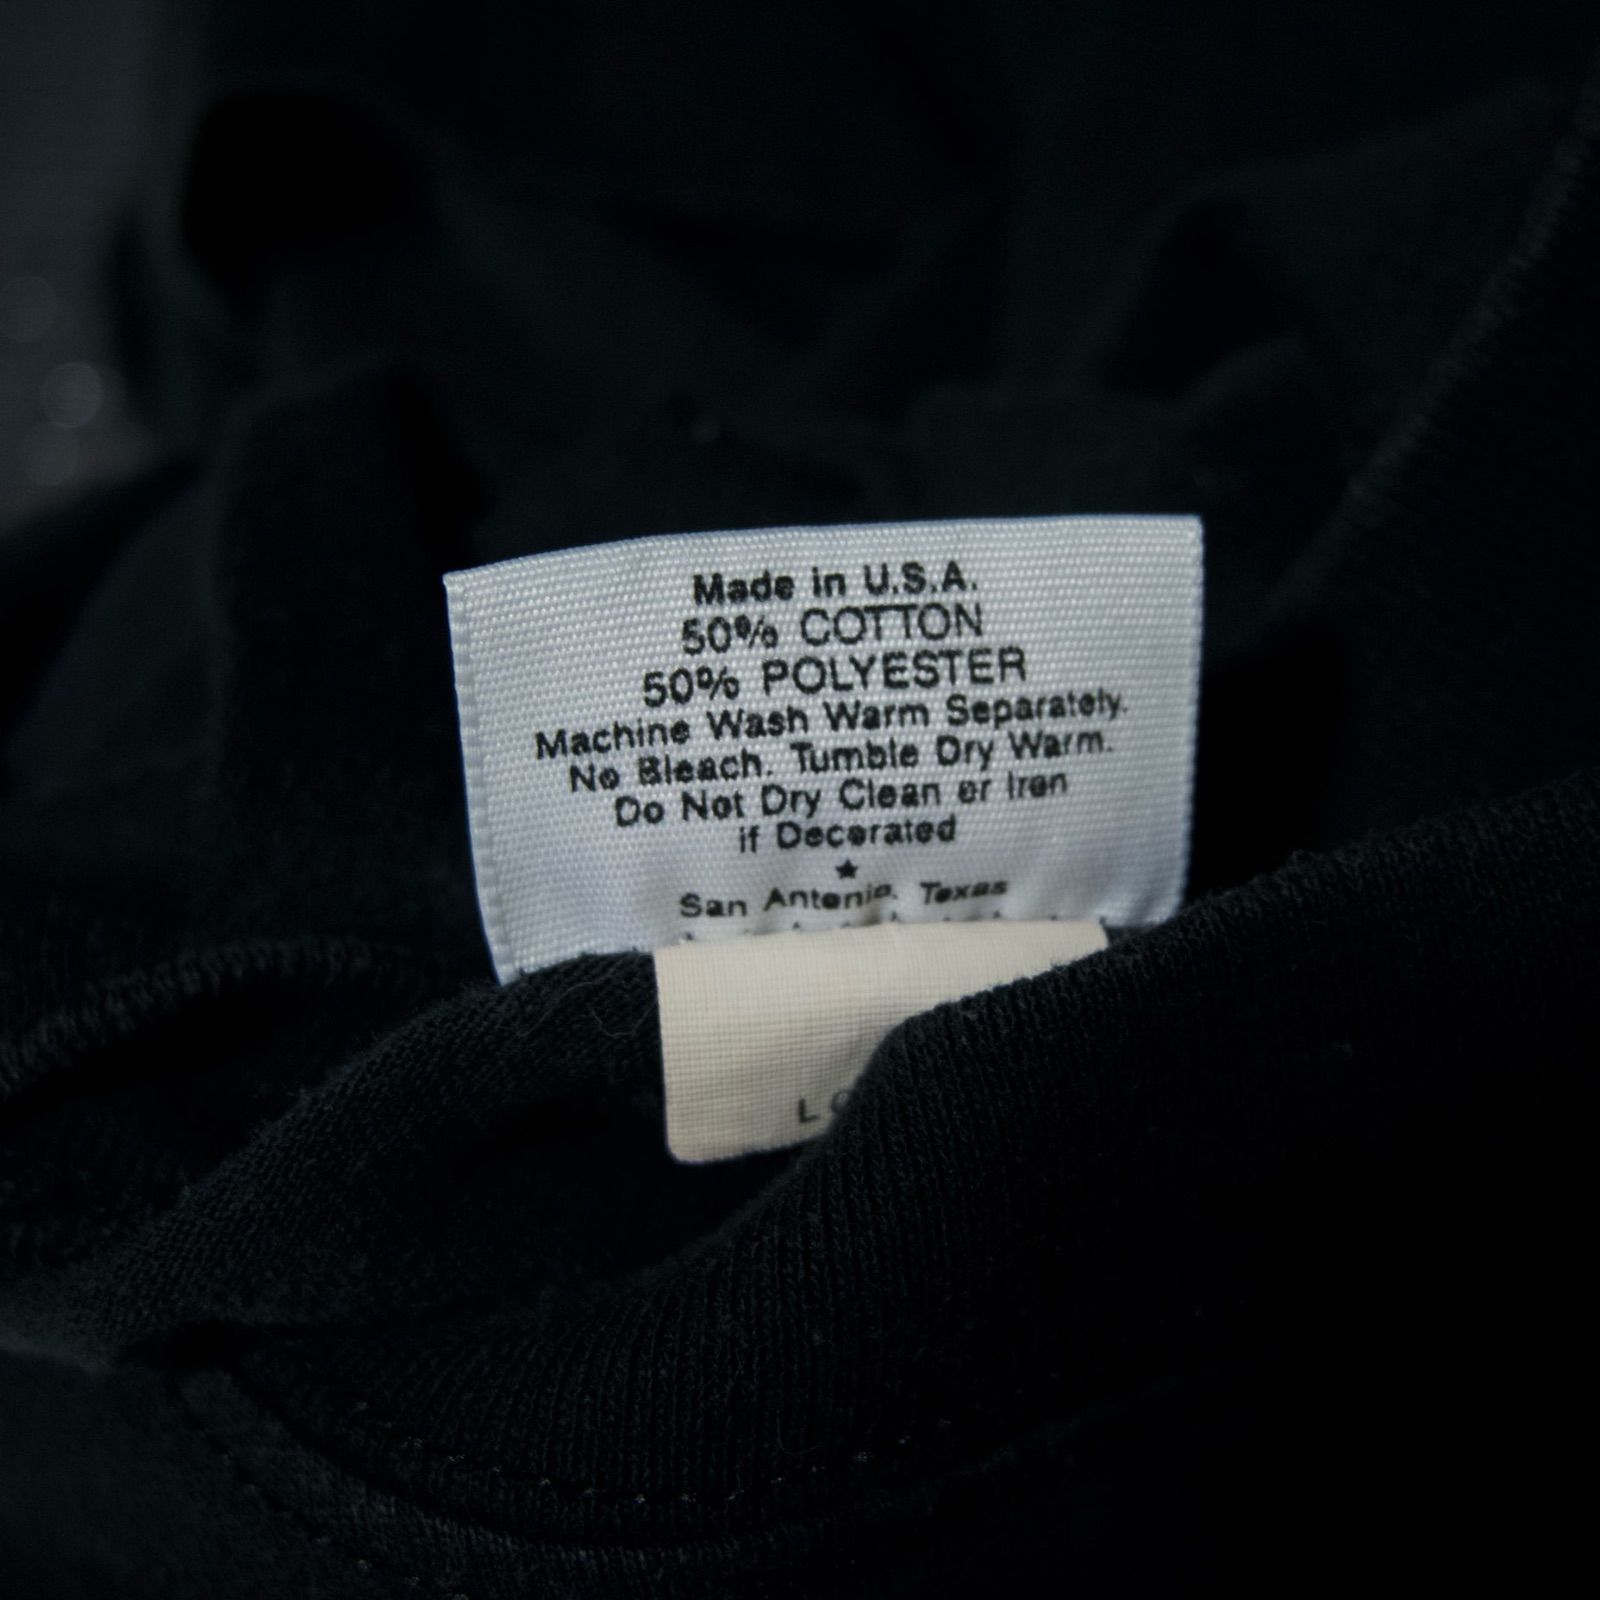 Made in U.S.A.
50% COTTON
50% POLYESTER
Machine Wash Warm Separately.
No Bleach. Tumble Dry Warm.
Do Not Dry Clean or Iron
if Decorated
★
San Antonio, Texas